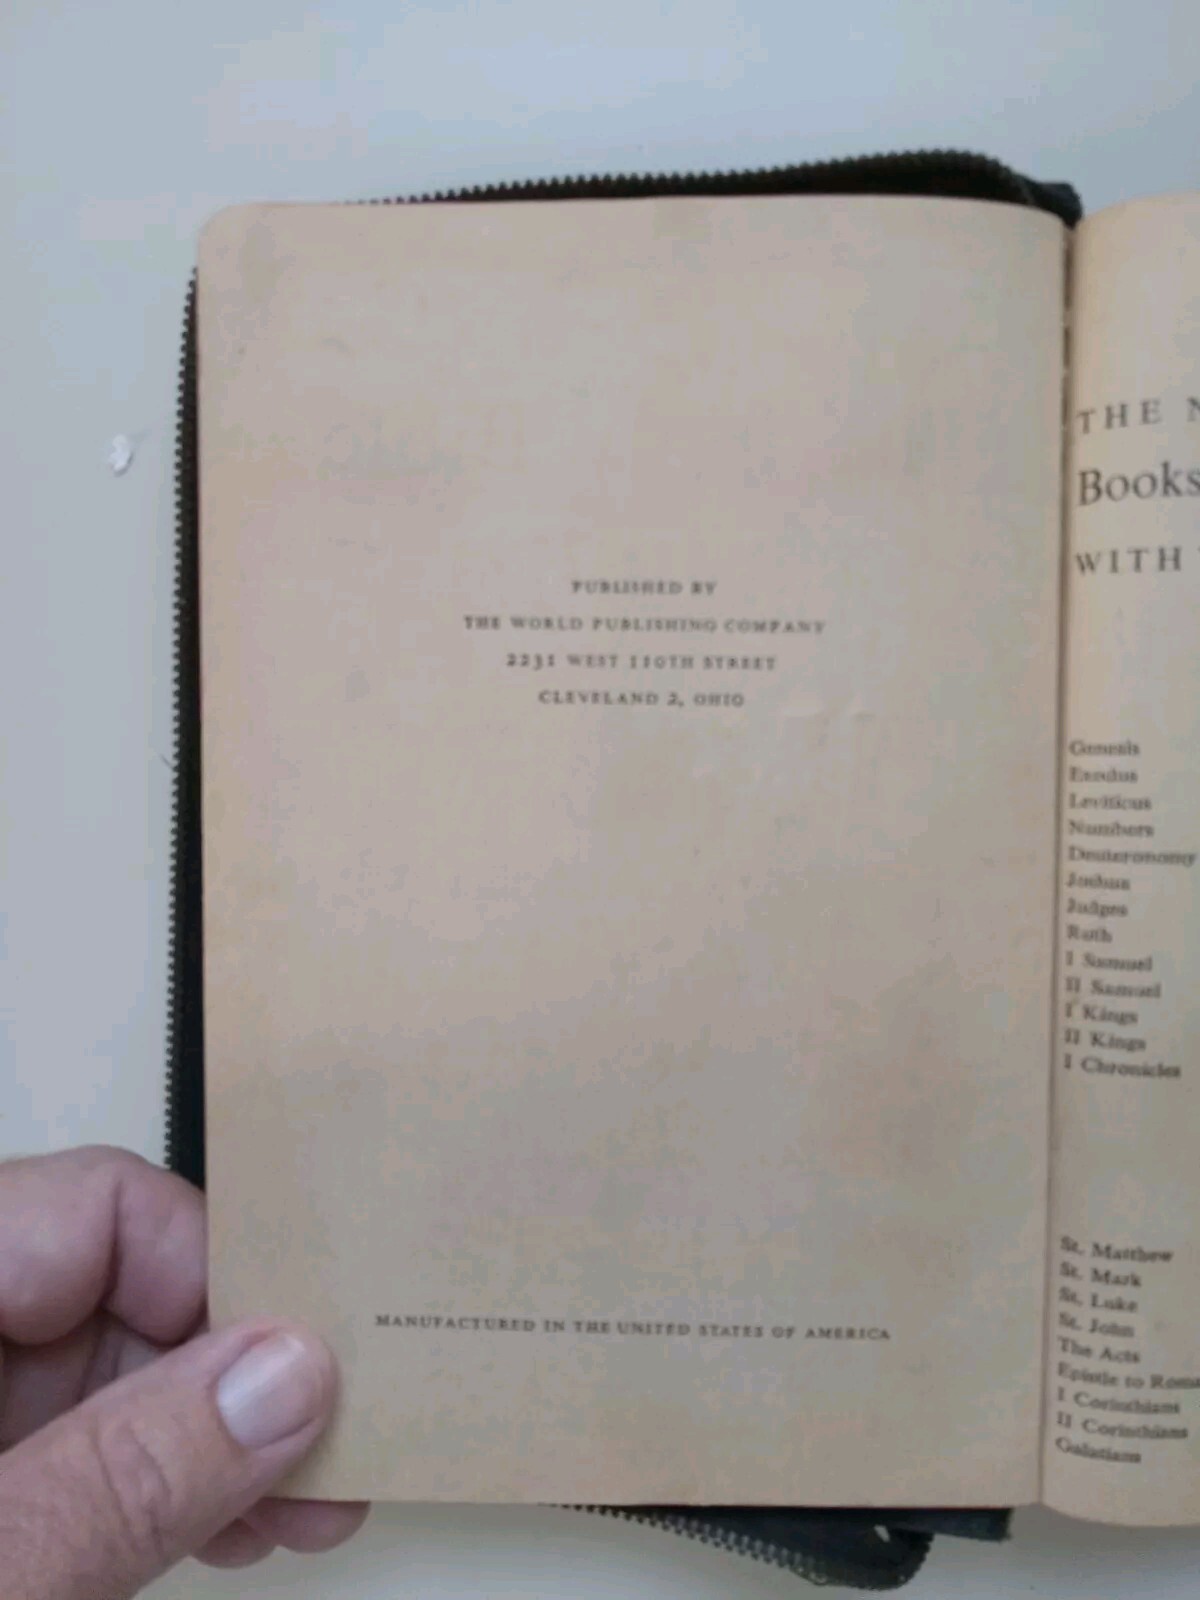 PUBLISHED BY
THE WORLD PUBLISHING COMPANY
2231 WEST 110TH STREET
CLEVELAND 2, OHIO
MANUFACTURED IN THE UNITED STATES OF AMERICA
THE N
Books
WITH
Genesis
Exodus
Leviticus
Numbers
Deuteronomy
Joshua
Judges
Ruth
I Samuel
II Samuel
I Kings
II Kings
I Chronicles
St. Matthew
St. Mark
St. Luke
St. John
The Acts
Epistle to Roma
I Corinthians
II Corinthians
Galatians